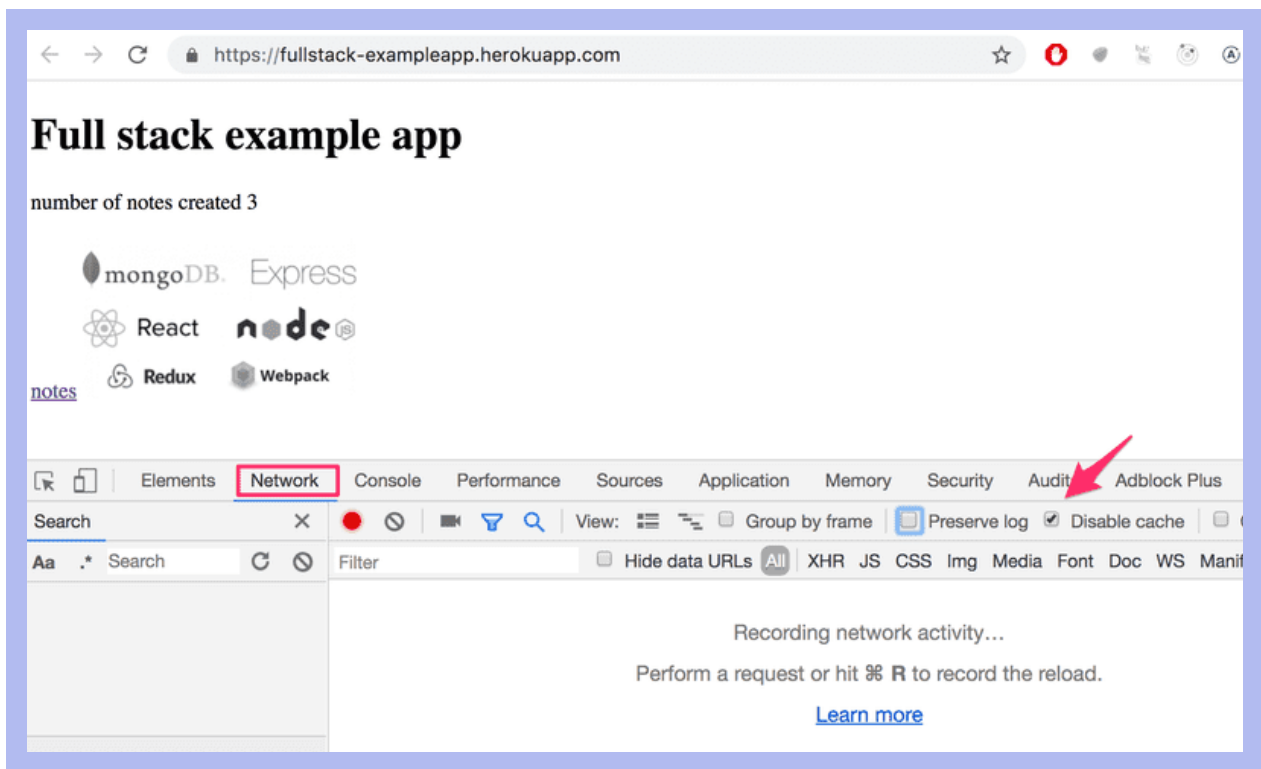 https://fullstack-exampleapp.herokuapp.com
Full stack example app
number of notes created 3
mongoDB. Express
React node JS
notes Redux Webpack
Elements Network Console Performance Sources Application Memory Security Audit Adblock Plus
Search View: Group by frame Preserve log Disable cache
Aa .* Search Filter Hide data URLs All XHR JS CSS Img Media Font Doc WS Manif
Recording network activity…
Perform a request or hit ⌘ R to record the reload.
Learn more